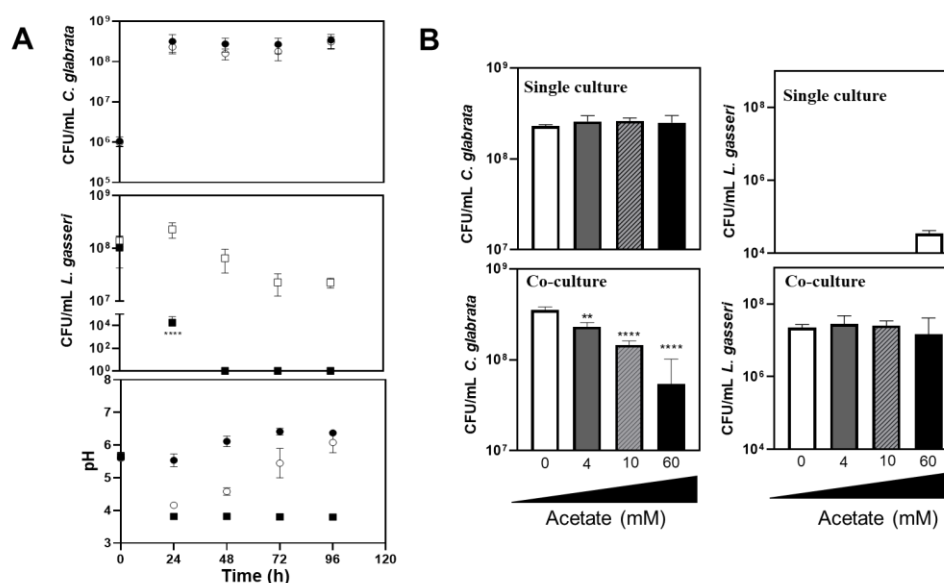 A
CFU/mL C. glabrata
10⁹
10⁸
10⁷
10⁶
10⁵
CFU/mL L. gasseri
10⁹
10⁸
10⁷
10⁴
10²
10⁰
****
pH
6
5
4
3
0 24 48 72 96 120
Time (h)
B
CFU/mL C. glabrata
10⁹
10⁸
10⁷
Single culture
CFU/mL L. gasseri
10⁸
10⁶
10⁴
Single culture
CFU/mL C. glabrata
10⁹
10⁸
10⁷
Co-culture
** **** ****
0 4 10 60
Acetate (mM)
CFU/mL L. gasseri
10⁸
10⁶
10⁴
Co-culture
0 4 10 60
Acetate (mM)